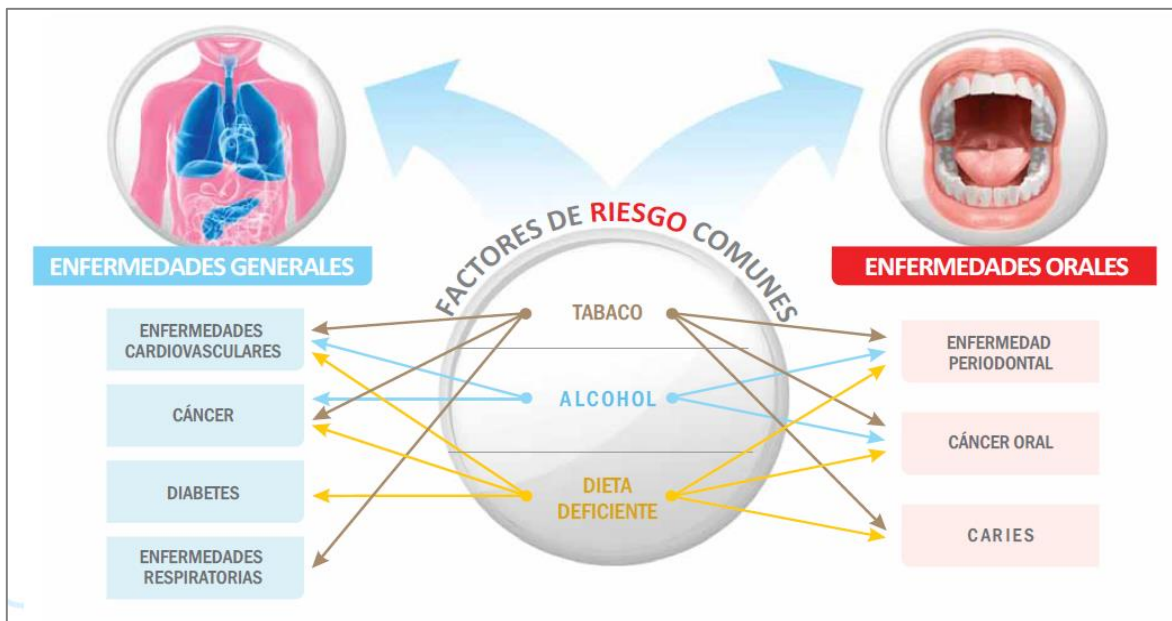 FACTORES DE RIESGO COMUNES
ENFERMEDADES GENERALES
ENFERMEDADES ORALES
TABACO
ALCOHOL
DIETA
DEFICIENTE
ENFERMEDADES
CARDIOVASCULARES
CÁNCER
DIABETES
ENFERMEDADES
RESPIRATORIAS
ENFERMEDAD
PERIODONTAL
CÁNCER ORAL
CARIES